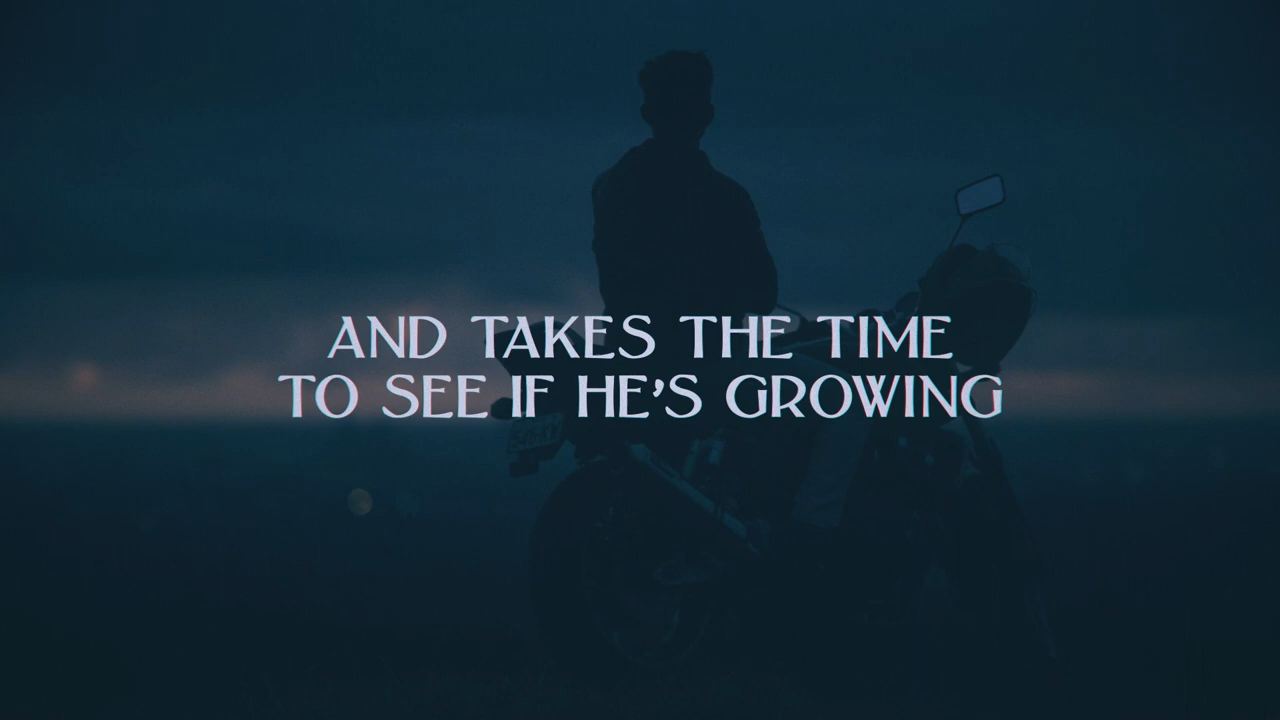 AND TAKES THE TIME
TO SEE IF HE'S GROWING